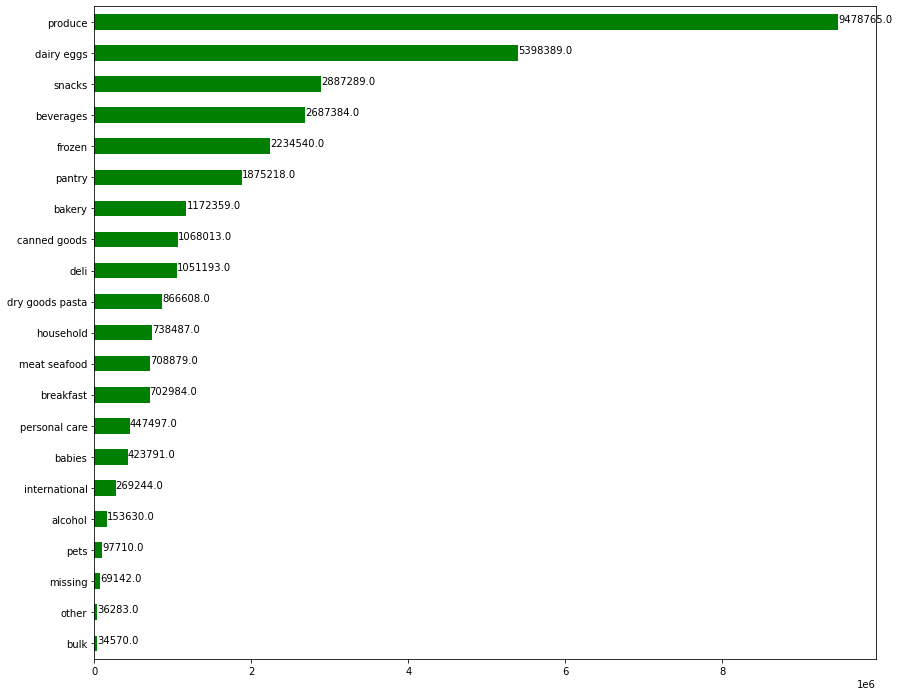 produce 9478765.0
dairy eggs 5398389.0
snacks 2887289.0
beverages 2687384.0
frozen 2234540.0
pantry 1875218.0
bakery 1172359.0
canned goods 1068013.0
deli 1051193.0
dry goods pasta 866608.0
household 738487.0
meat seafood 708879.0
breakfast 702984.0
personal care 447497.0
babies 423791.0
international 269244.0
alcohol 153630.0
pets 97710.0
missing 69142.0
other 36283.0
bulk 34570.0
0 2 4 6 8
1e6